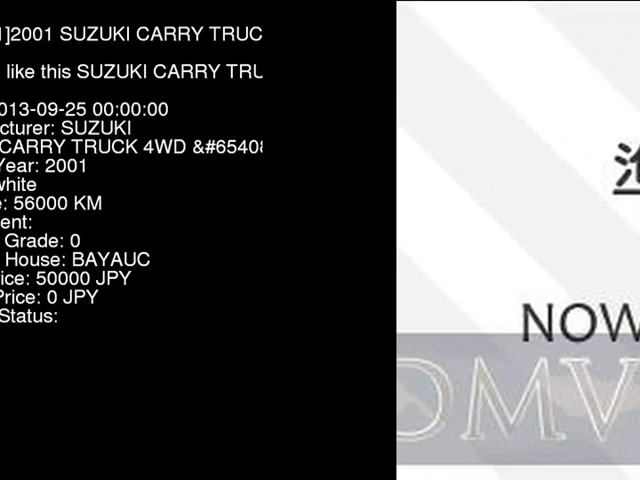 1]2001 SUZUKI CARRY TRUC
like this SUZUKI CARRY TRU
013-09-25 00:00:00
cturer: SUZUKI
CARRY TRUCK 4WD &#6540
Year: 2001
white
e: 56000 KM
ent:
Grade: 0
House: BAYAUC
ice: 50000 JPY
Price: 0 JPY
Status:
NOW
DMV